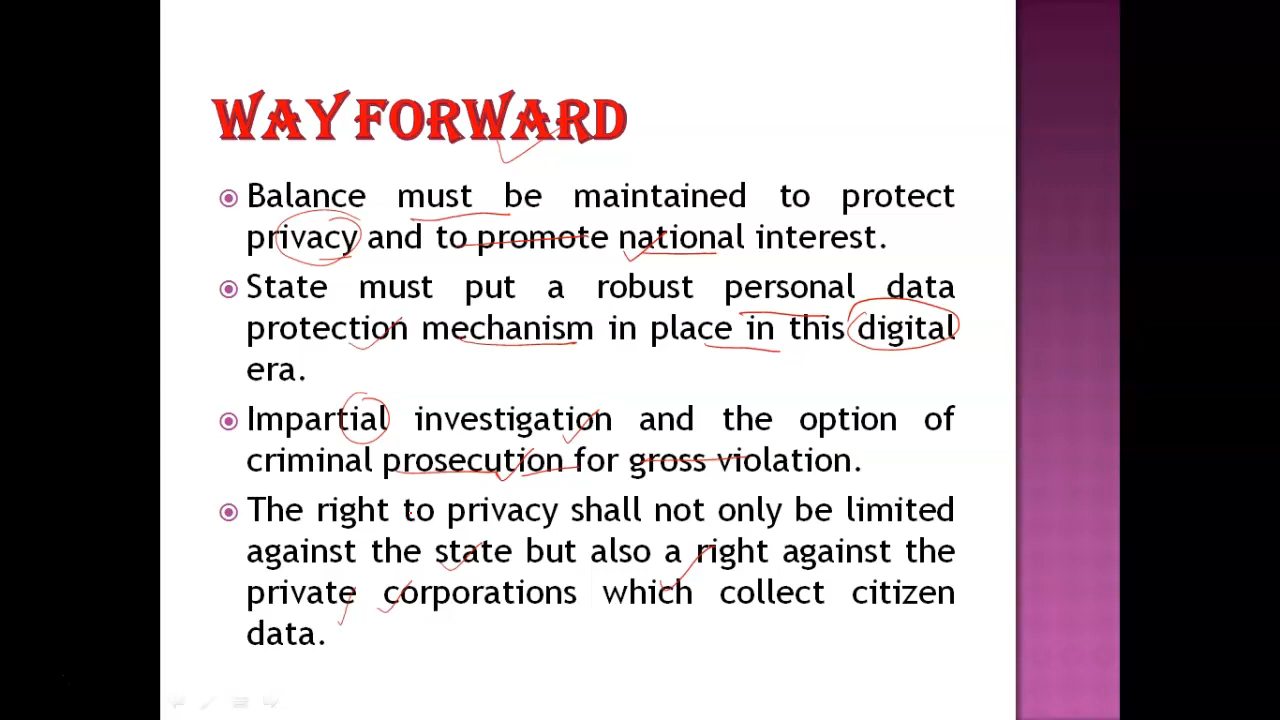 WAY FORWARD
Balance must be maintained to protect
privacy and to promote national interest.
State must put a robust personal data
protection mechanism in place in this digital
era.
Impartial investigation and the option of
criminal prosecution for gross violation.
The right to privacy shall not only be limited
against the state but also a right against the
private corporations which collect citizen
data.